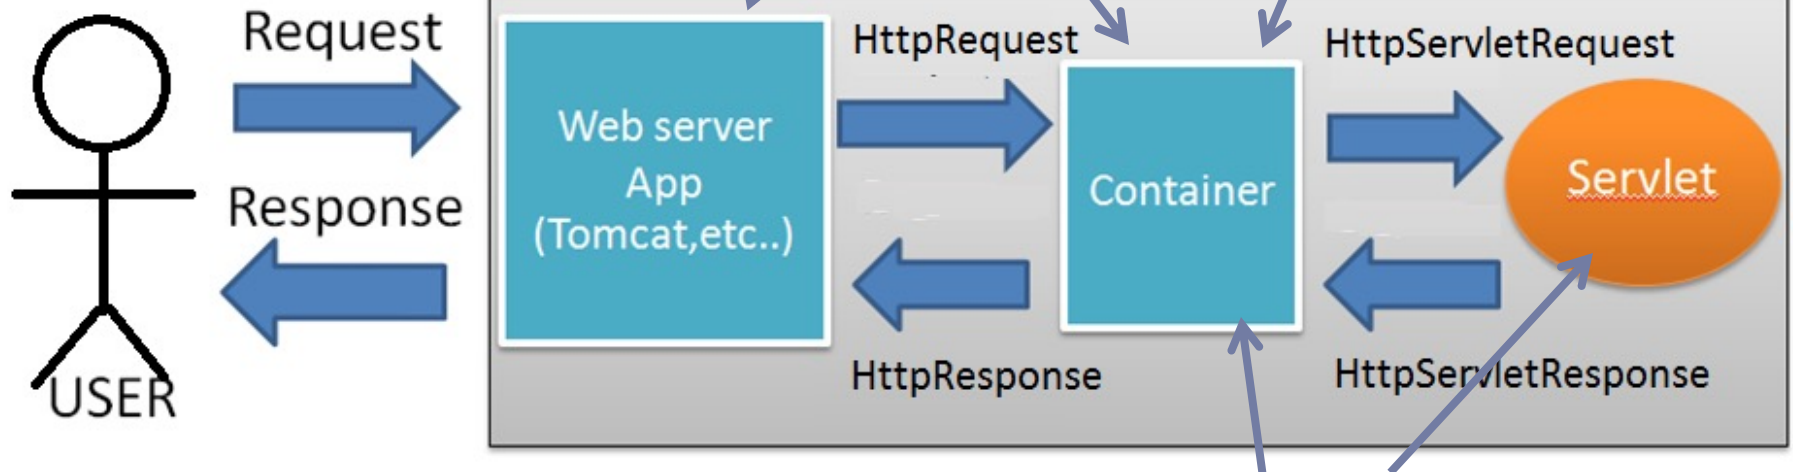 Request
Response
USER
Web server
App
(Tomcat,etc..)
HttpRequest
HttpResponse
Container
HttpServletRequest
Servlet
HttpServletResponse